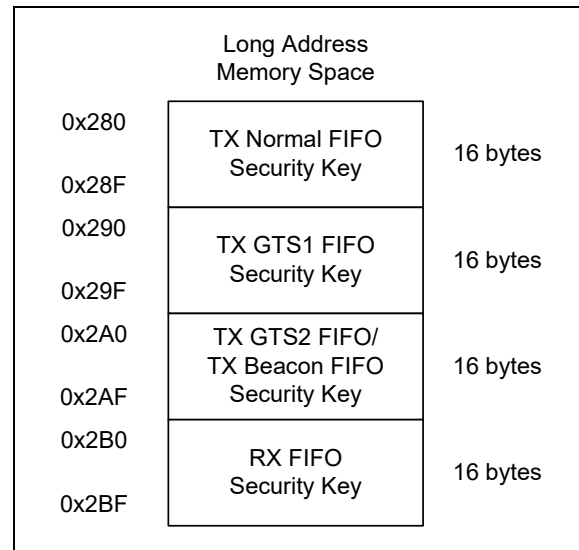 Long Address
Memory Space
0x280
TX Normal FIFO
Security Key
16 bytes
0x28F
0x290
TX GTS1 FIFO
Security Key
16 bytes
0x29F
0x2A0
TX GTS2 FIFO/
TX Beacon FIFO
Security Key
16 bytes
0x2AF
0x2B0
RX FIFO
Security Key
16 bytes
0x2BF